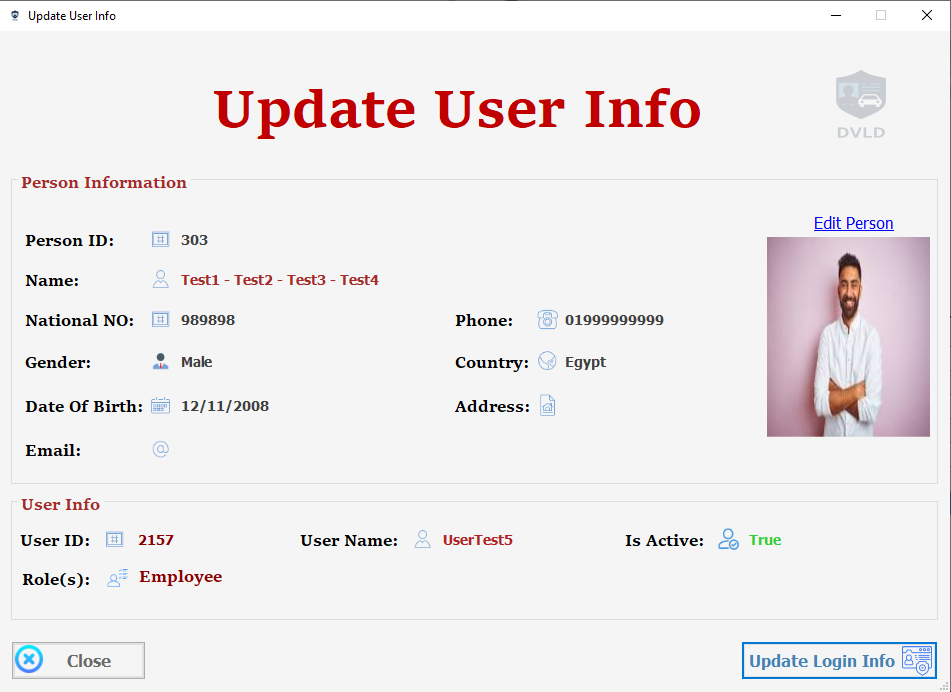 Update User Info
Update User Info
DVLD
Person Information
Edit Person
Person ID: 303
Name: Test1 - Test2 - Test3 - Test4
National NO: 989898 Phone: 01999999999
Gender: Male Country: Egypt
Date Of Birth: 12/11/2008 Address:
Email:
User Info
User ID: 2157 User Name: UserTest5 Is Active: True
Role(s): Employee
Close Update Login Info